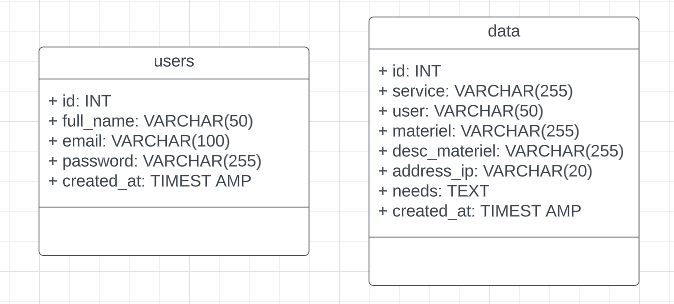 users
+ id: INT
+ full_name: VARCHAR(50)
+ email: VARCHAR(100)
+ password: VARCHAR(255)
+ created_at: TIMEST AMP
data
+ id: INT
+ service: VARCHAR(255)
+ user: VARCHAR(50)
+ materiel: VARCHAR(255)
+ desc_materiel: VARCHAR(255)
+ address_ip: VARCHAR(20)
+ needs: TEXT
+ created_at: TIMEST AMP